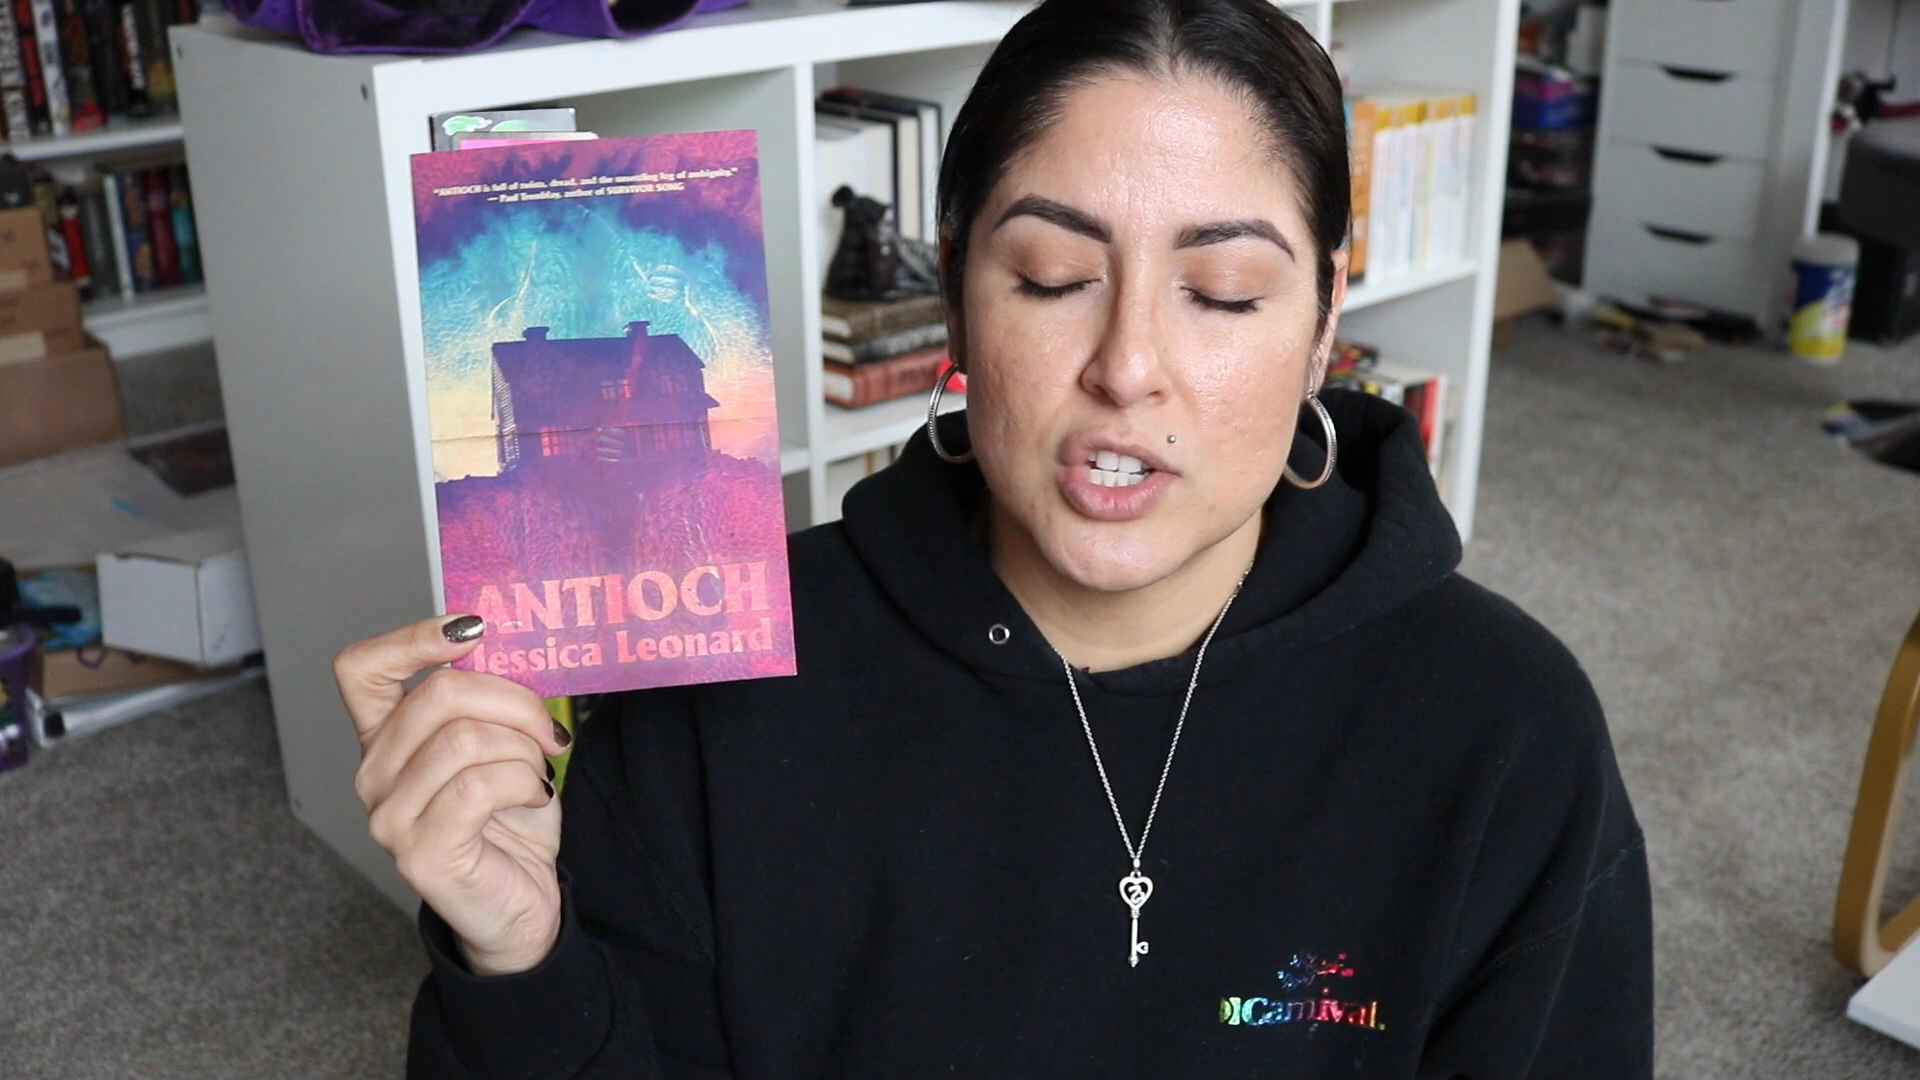 "ANTIOCH is full of twists, dread, and the unsettling fog of ambiguity."
— Paul Tremblay, author of SURVIVOR SONG
ANTIOCH
Jessica Leonard
Carnival